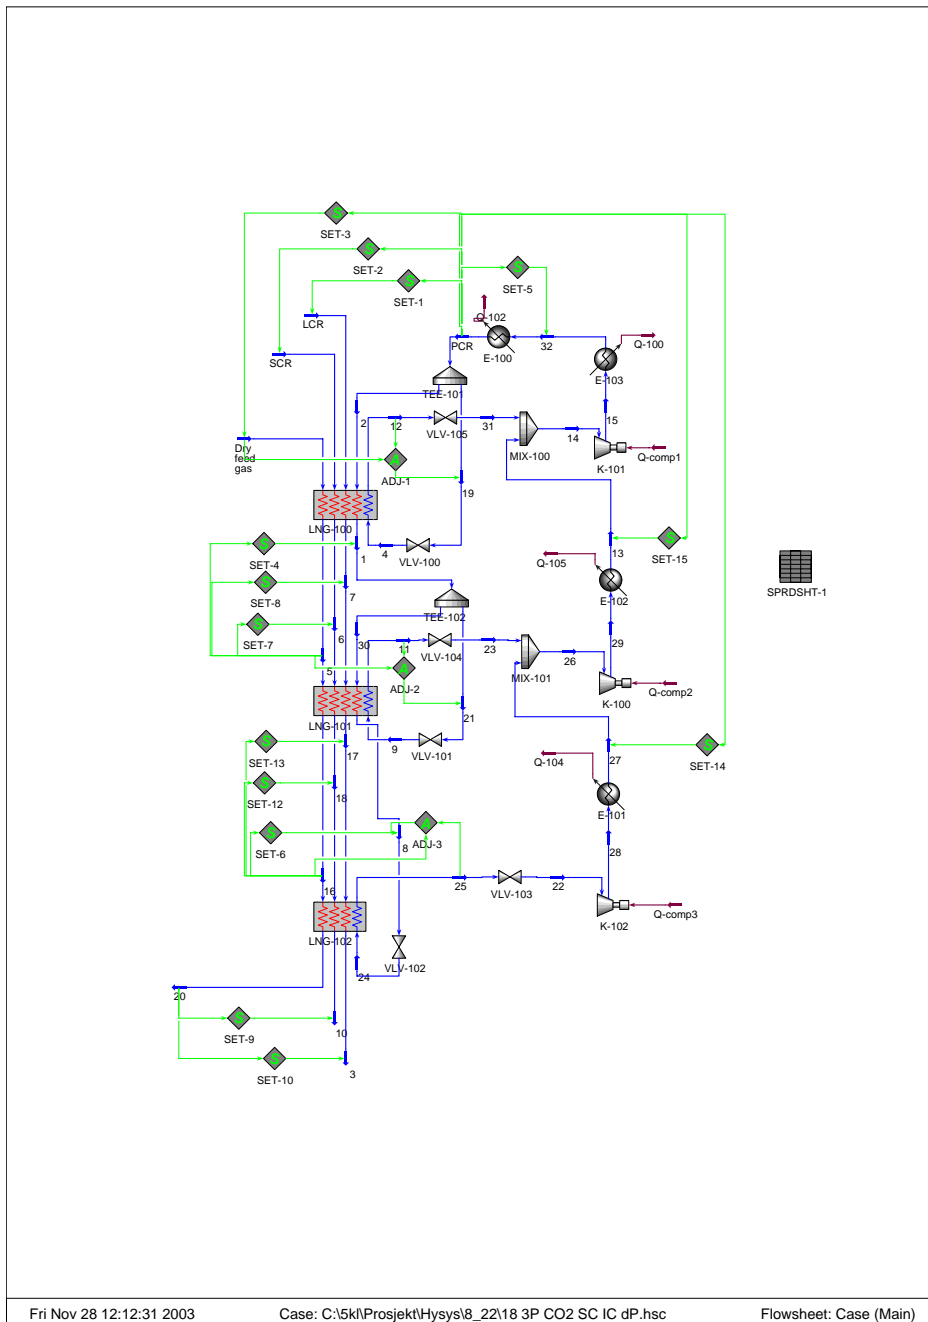 S
SET-3
S
SET-2
S
SET-1
S
SET-5
LCR
Q-102
SCR
PCR
E-100
32
Q-100
E-103
TEE-101
2
12
VLV-105
31
15
MIX-100
14
K-101
Q-comp1
Dry
feed
gas
A
ADJ-1
19
LNG-100
S
SET-4
1
4
VLV-100
13
S
SET-15
Q-105
E-102
SPRDSHT-1
S
SET-8
7
TEE-102
S
SET-7
6
30
11
VLV-104
23
29
MIX-101
26
5
A
ADJ-2
K-100
Q-comp2
LNG-101
21
S
SET-13
17
9
VLV-101
27
S
SET-14
Q-104
S
SET-12
18
E-101
S
SET-6
8
A
ADJ-3
28
16
25
VLV-103
22
K-102
Q-comp3
LNG-102
24
VLV-102
20
S
SET-9
10
S
SET-10
3
Fri Nov 28 12:12:31 2003 Case: C:\5kl\Prosjekt\Hysys\8_22\18 3P CO2 SC IC dP.hsc Flowsheet: Case (Main)